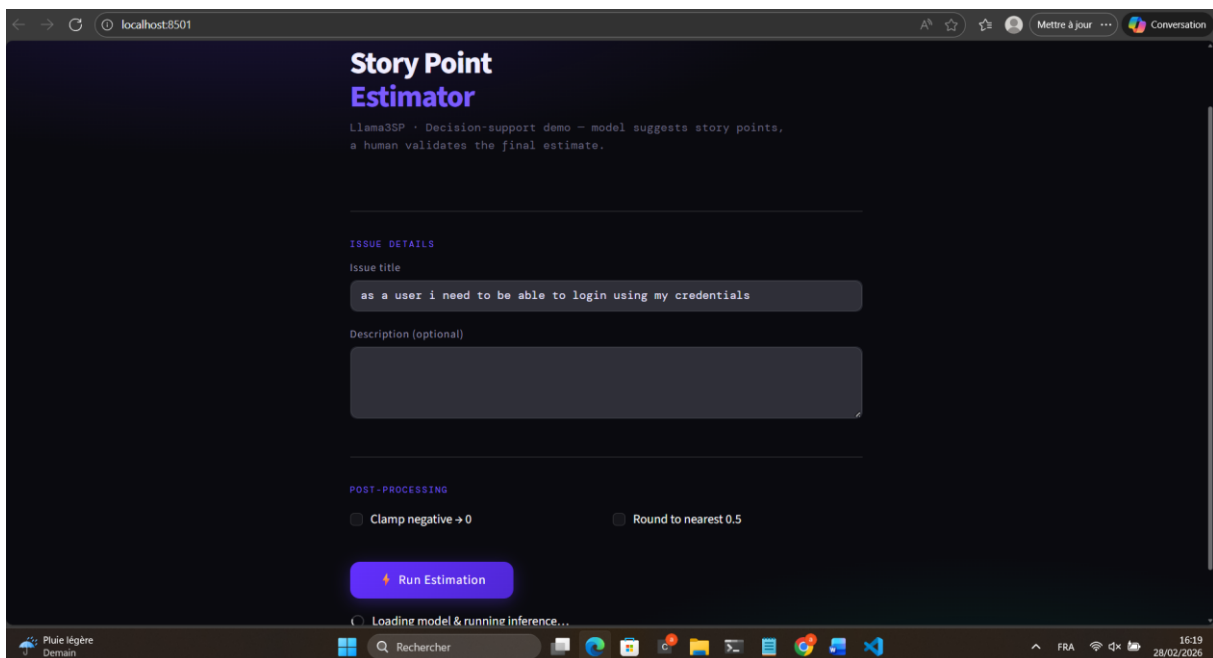 localhost:8501
Mettre à jour
Conversation
Story Point
Estimator
Llama3SP · Decision-support demo — model suggests story points,
a human validates the final estimate.
ISSUE DETAILS
Issue title
as a user i need to be able to login using my credentials
Description (optional)
POST-PROCESSING
Clamp negative → 0
Round to nearest 0.5
Run Estimation
Loading model & running inference...
Pluie légère
Demain
Rechercher
FRA
16:19
28/02/2026